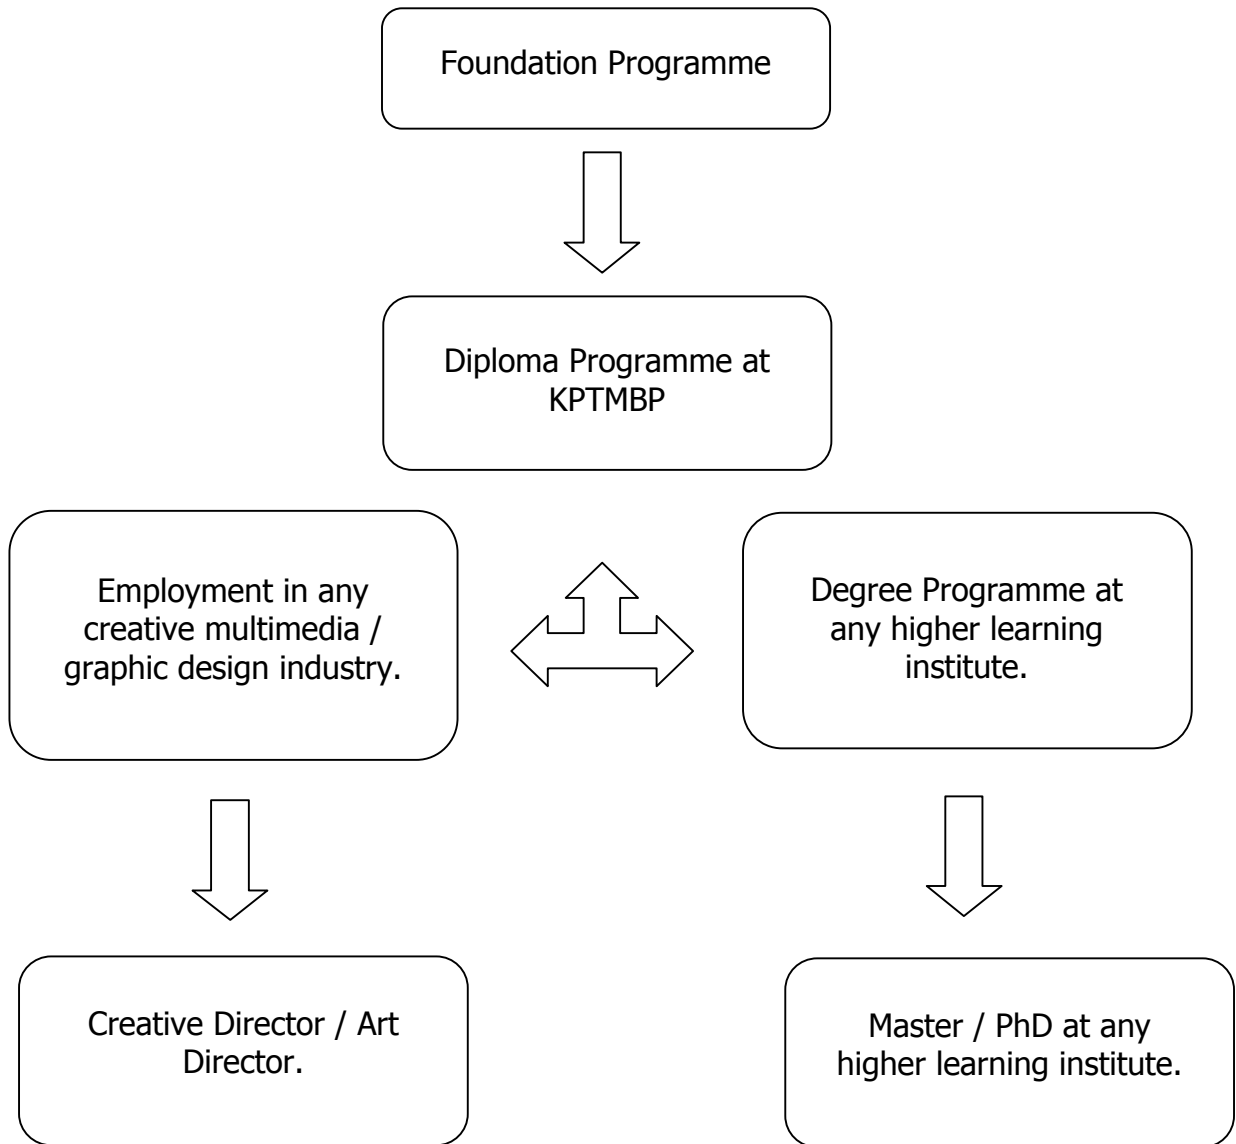 Foundation Programme
Diploma Programme at
KPTMBP
Employment in any
creative multimedia /
graphic design industry.
Degree Programme at
any higher learning
institute.
Creative Director / Art
Director.
Master / PhD at any
higher learning institute.